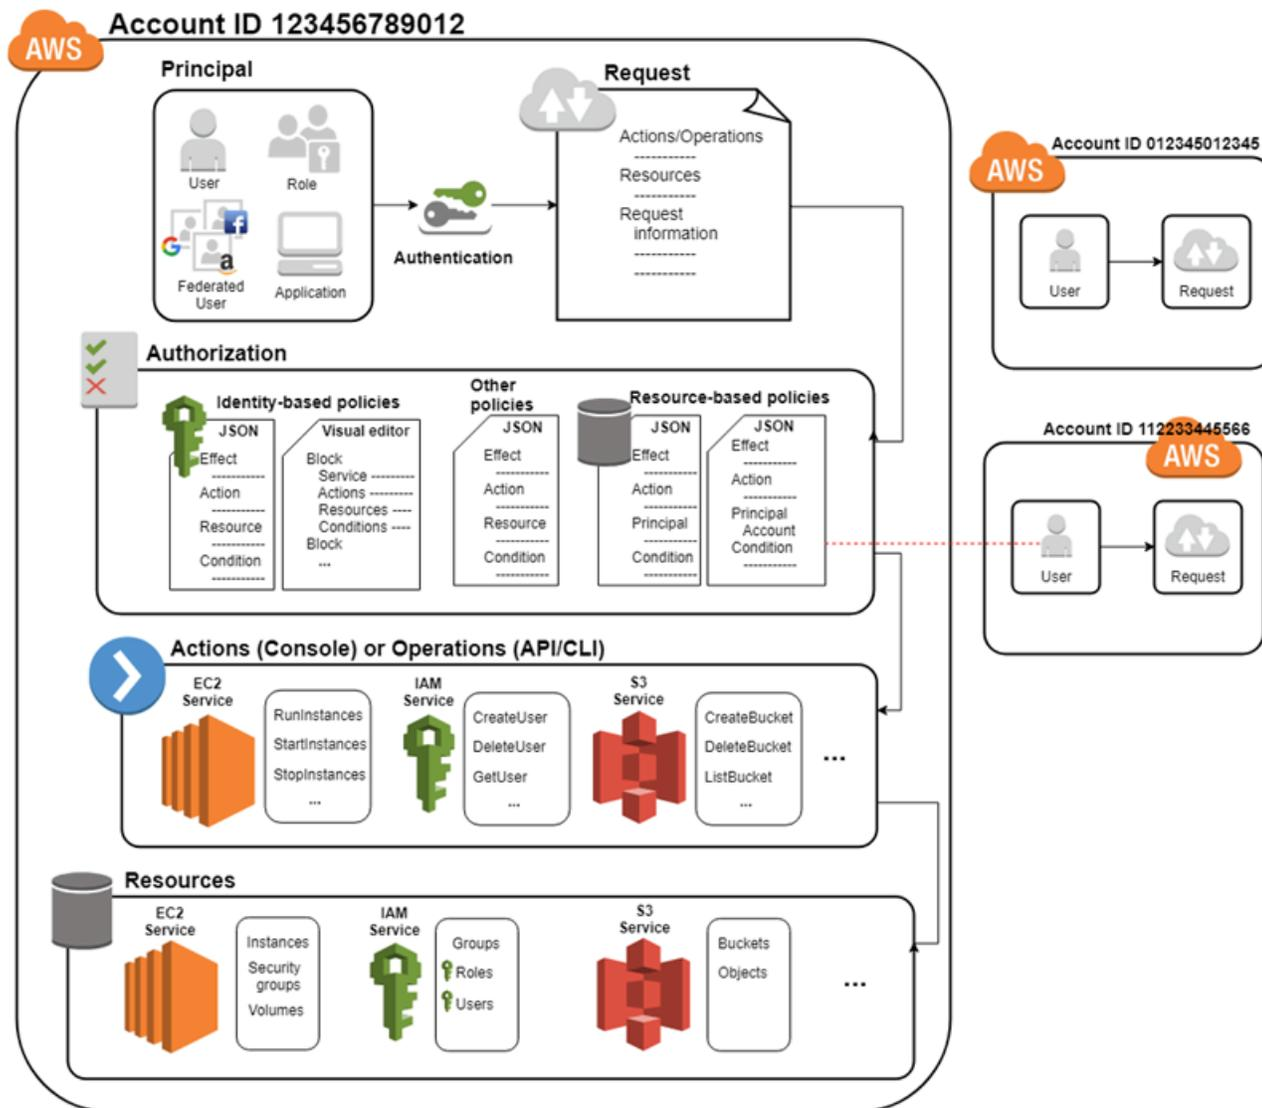 AWS
Account ID 123456789012
Principal
User
Role
G
f
a
Federated
User
Application
Authentication
Request
Actions/Operations
-----------
Resources
-----------
Request
information
-----------
-----------
Authorization
Identity-based policies
JSON
Effect
-----------
Action
-----------
Resource
-----------
Condition
-----------
Visual editor
Block
Service ---------
Actions ---------
Resources ----
Conditions ----
Block
...
Other
policies
JSON
Effect
-----------
Action
-----------
Resource
-----------
Condition
-----------
Resource-based policies
JSON
Effect
-----------
Action
-----------
Principal
-----------
Condition
-----------
JSON
Effect
-----------
Action
-----------
Principal
Account
Condition
-----------
Actions (Console) or Operations (API/CLI)
EC2
Service
RunInstances
StartInstances
StopInstances
...
IAM
Service
CreateUser
DeleteUser
GetUser
...
S3
Service
CreateBucket
DeleteBucket
ListBucket
...
...
Resources
EC2
Service
Instances
Security
groups
Volumes
IAM
Service
Groups
Roles
Users
S3
Service
Buckets
Objects
...
Account ID 012345012345
AWS
User
Request
Account ID 112233445566
AWS
User
Request